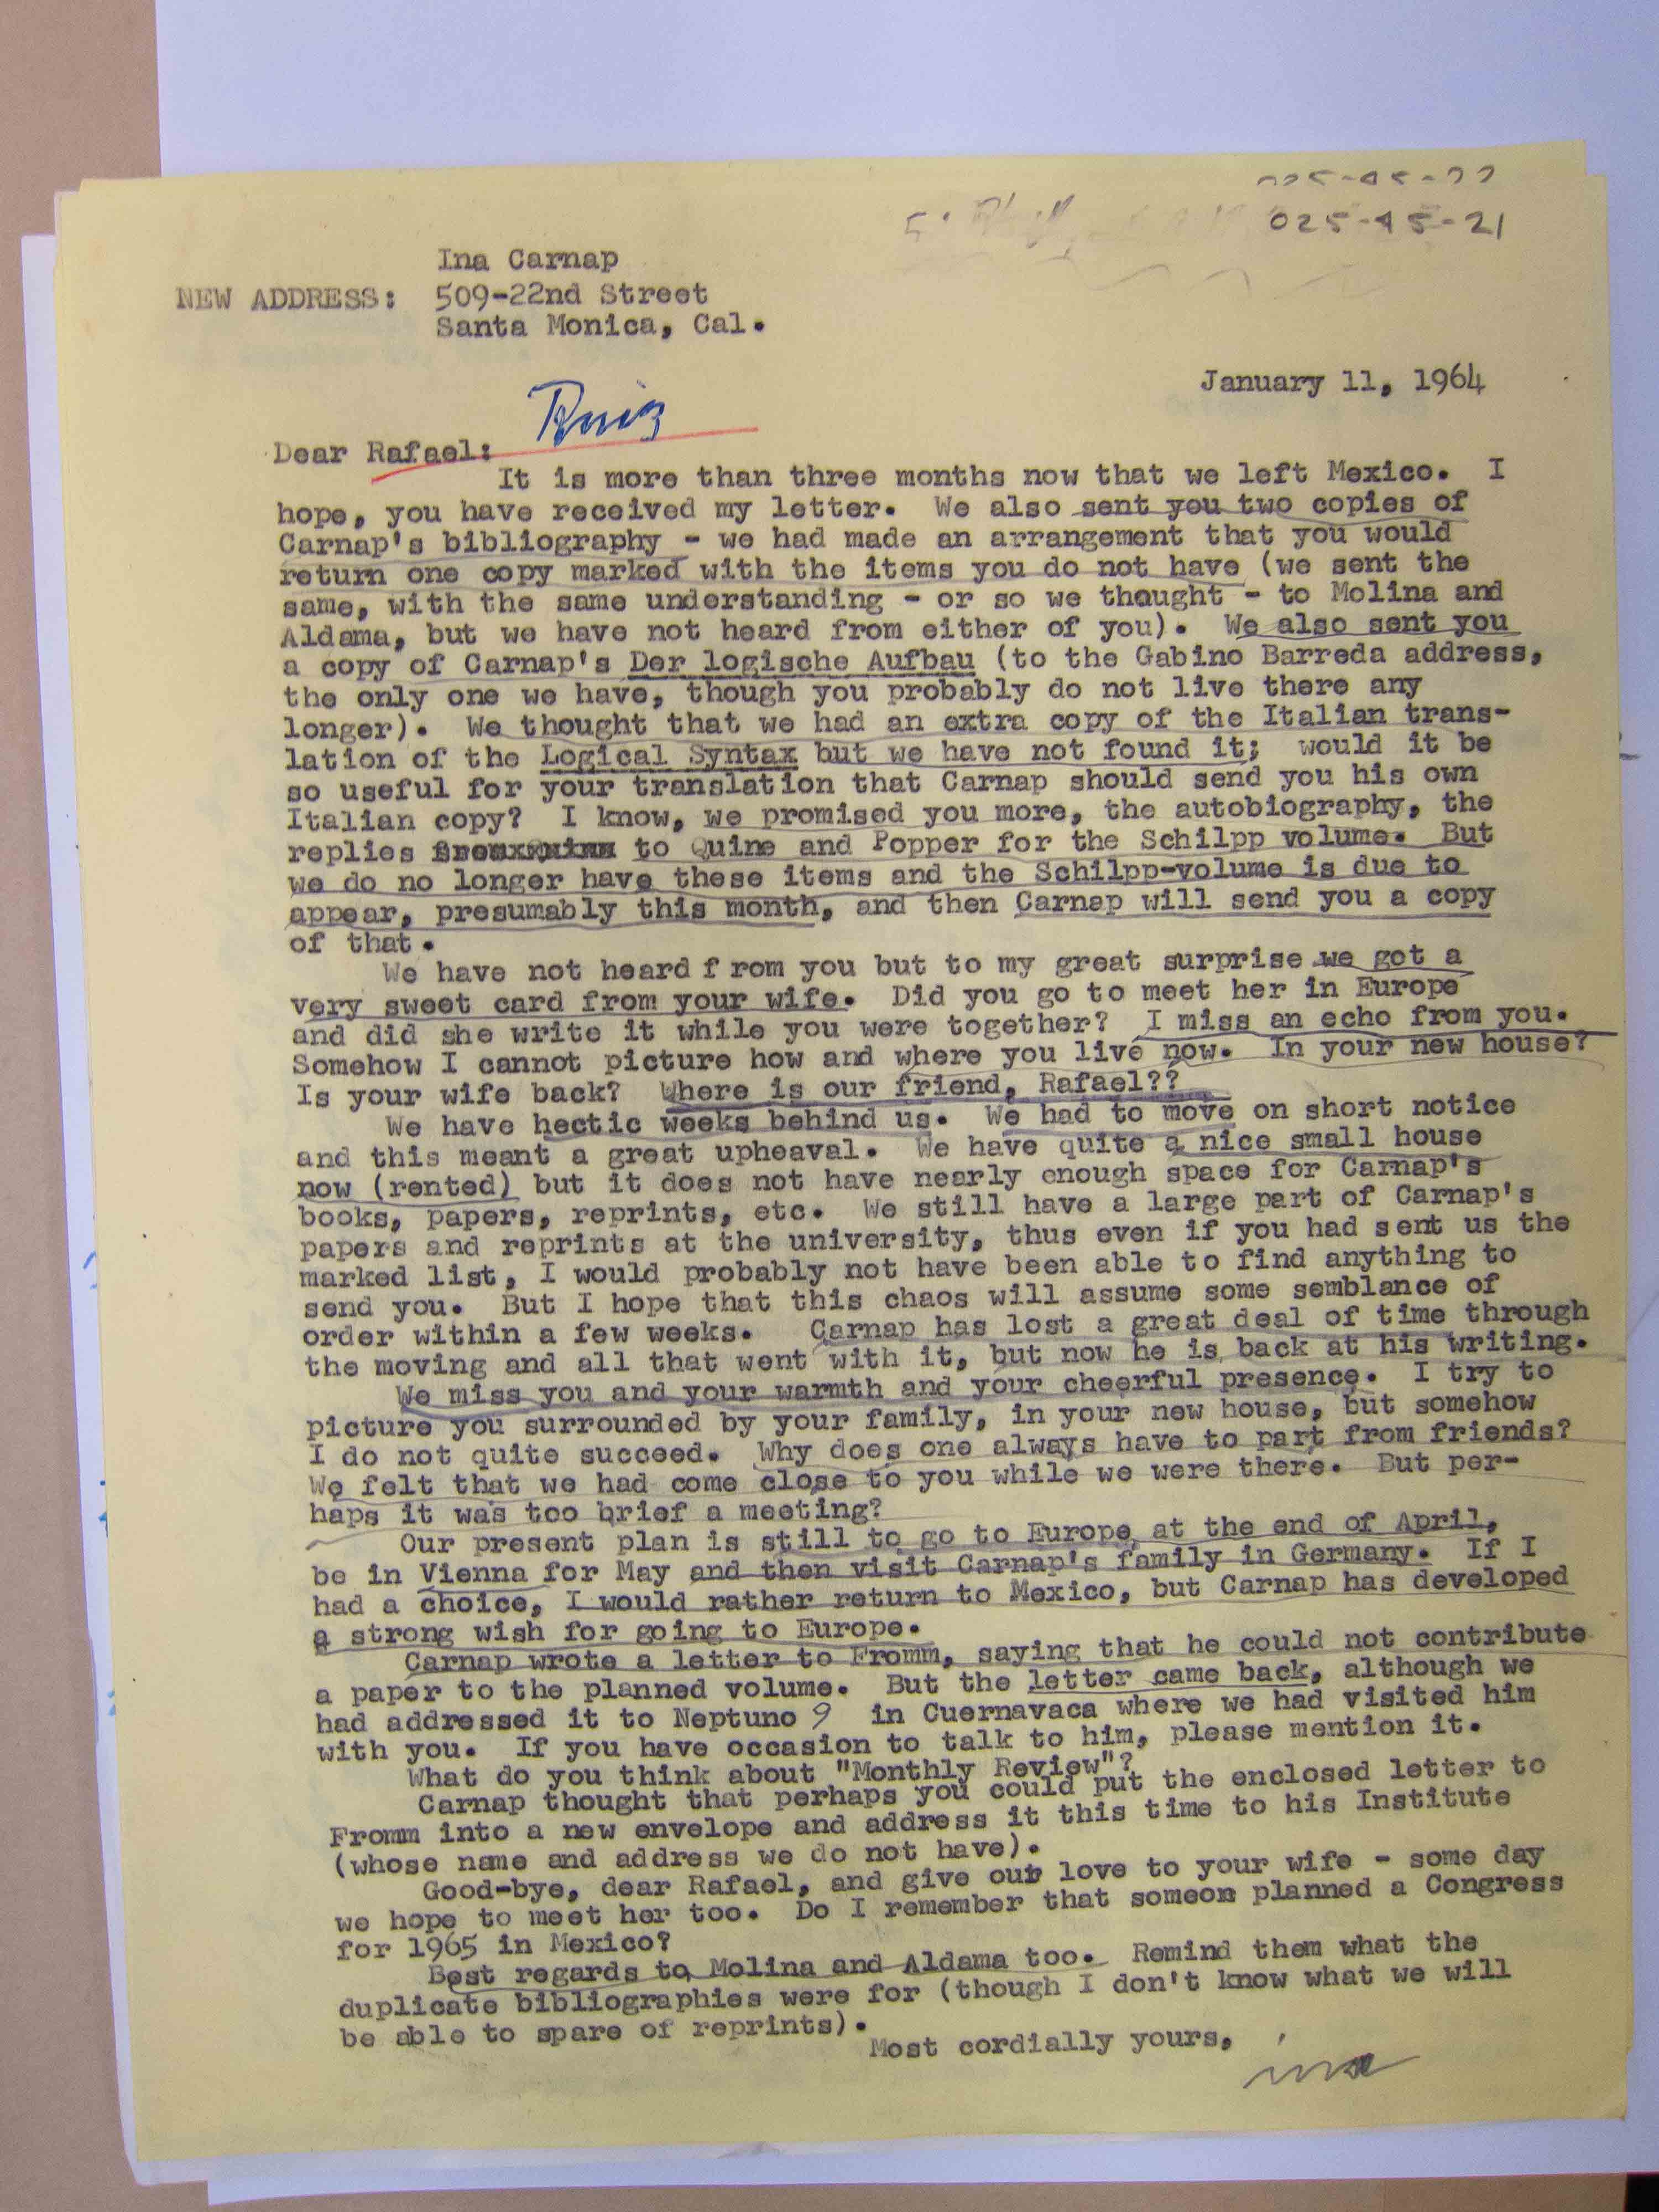 025-45-21
Ina Carnap
NEW ADDRESS: 509-22nd Street
Santa Monica, Cal.
January 11, 1964
Ruiz
Dear Rafael:
It is more than three months now that we left Mexico. I
hope, you have received my letter. We also sent you two copies of
Carnap's bibliography - we had made an arrangement that you would
return one copy marked with the items you do not have (we sent the
same, with the same understanding - or so we thought - to Molina and
Aldama, but we have not heard from either of you). We also sent you
a copy of Carnap's Der logische Aufbau (to the Gabino Barreda address,
the only one we have, though you probably do not live there any
longer). We thought that we had an extra copy of the Italian trans-
lation of the Logical Syntax but we have not found it; would it be
so useful for your translation that Carnap should send you his own
Italian copy? I know, we promised you more, the autobiography, the
replies to Quine and Popper for the Schilpp volume. But
we do no longer have these items and the Schilpp-volume is due to
appear, presumably this month, and then Carnap will send you a copy
of that.
We have not heard f rom you but to my great surprise we got a
very sweet card from your wife. Did you go to meet her in Europe
and did she write it while you were together? I miss an echo from you.
Somehow I cannot picture how and where you live now. In your new house?
Is your wife back? Where is our friend, Rafael??
We have hectic weeks behind us. We had to move on short notice
and this meant a great upheaval. We have quite a nice small house
now (rented) but it does not have nearly enough space for Carnap's
books, papers, reprints, etc. We still have a large part of Carnap's
papers and reprints at the university, thus even if you had sent us the
marked list, I would probably not have been able to find anything to
send you. But I hope that this chaos will assume some semblance of
order within a few weeks. Carnap has lost a great deal of time through
the moving and all that went with it, but now he is back at his writing.
We miss you and your warmth and your cheerful presence. I try to
picture you surrounded by your family, in your new house, but somehow
I do not quite succeed. Why does one always have to part from friends?
We felt that we had come close to you while we were there. But per-
haps it was too brief a meeting?
Our present plan is still to go to Europe at the end of April,
be in Vienna for May and then visit Carnap's family in Germany. If I
had a choice, I would rather return to Mexico, but Carnap has developed
a strong wish for going to Europe.
Carnap wrote a letter to Fromm, saying that he could not contribute
a paper to the planned volume. But the letter came back, although we
had addressed it to Neptuno 9 in Cuernavaca where we had visited him
with you. If you have occasion to talk to him, please mention it.
What do you think about "Monthly Review"?
Carnap thought that perhaps you could put the enclosed letter to
Fromm into a new envelope and address it this time to his Institute
(whose name and address we do not have).
Good-bye, dear Rafael, and give our love to your wife - some day
we hope to meet her too. Do I remember that someon planned a Congress
for 1965 in Mexico?
Best regards to Molina and Aldama too. Remind them what the
duplicate bibliographies were for (though I don't know what we will
be able to spare of reprints).
Most cordially yours,
ina